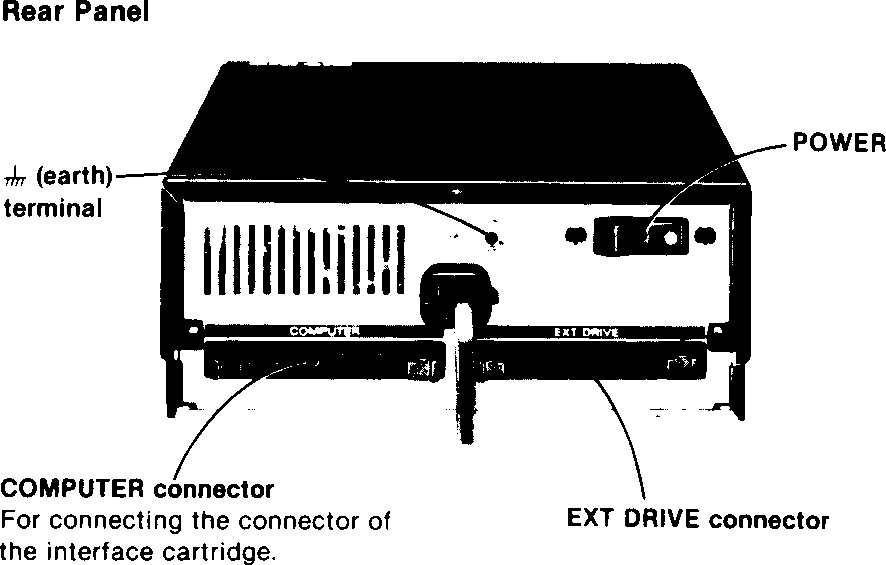 Rear Panel
POWER
(earth)
terminal
COMPUTER
EXT DRIVE
COMPUTER connector
For connecting the connector of
the interface cartridge.
EXT DRIVE connector